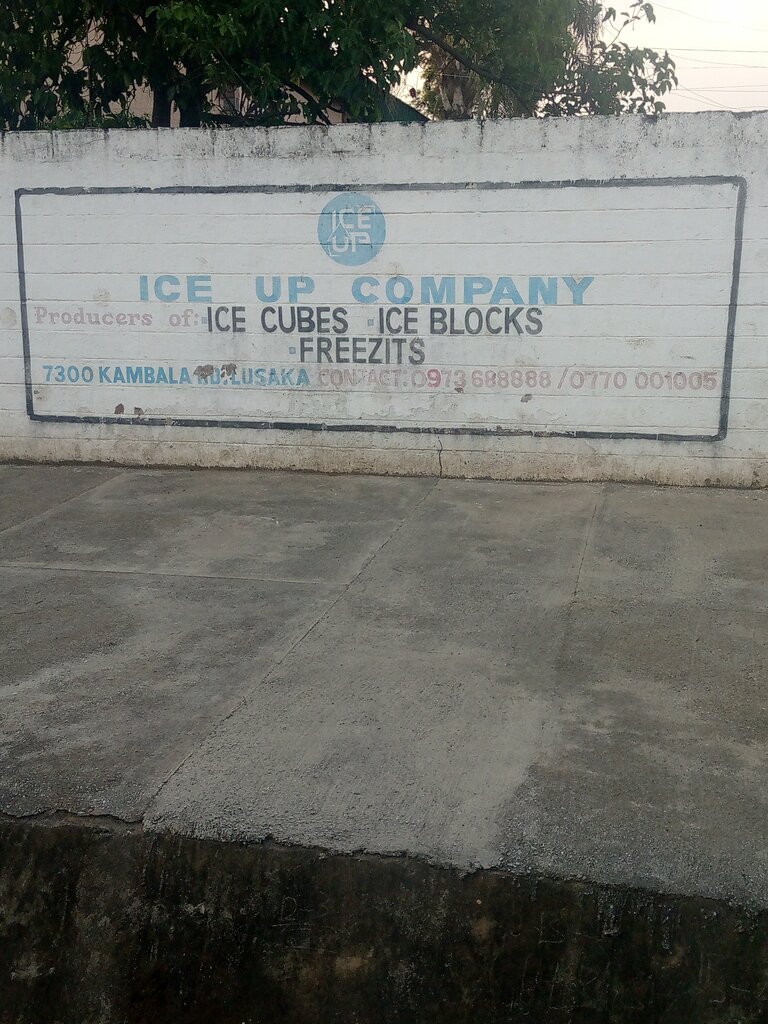 ICE
UP
ICE UP COMPANY
Producers of: ICE CUBES ICE BLOCKS
FREEZITS
7300 KAMBALA RD. LUSAKA CONTACT: 0973 688888 / 0770 001005